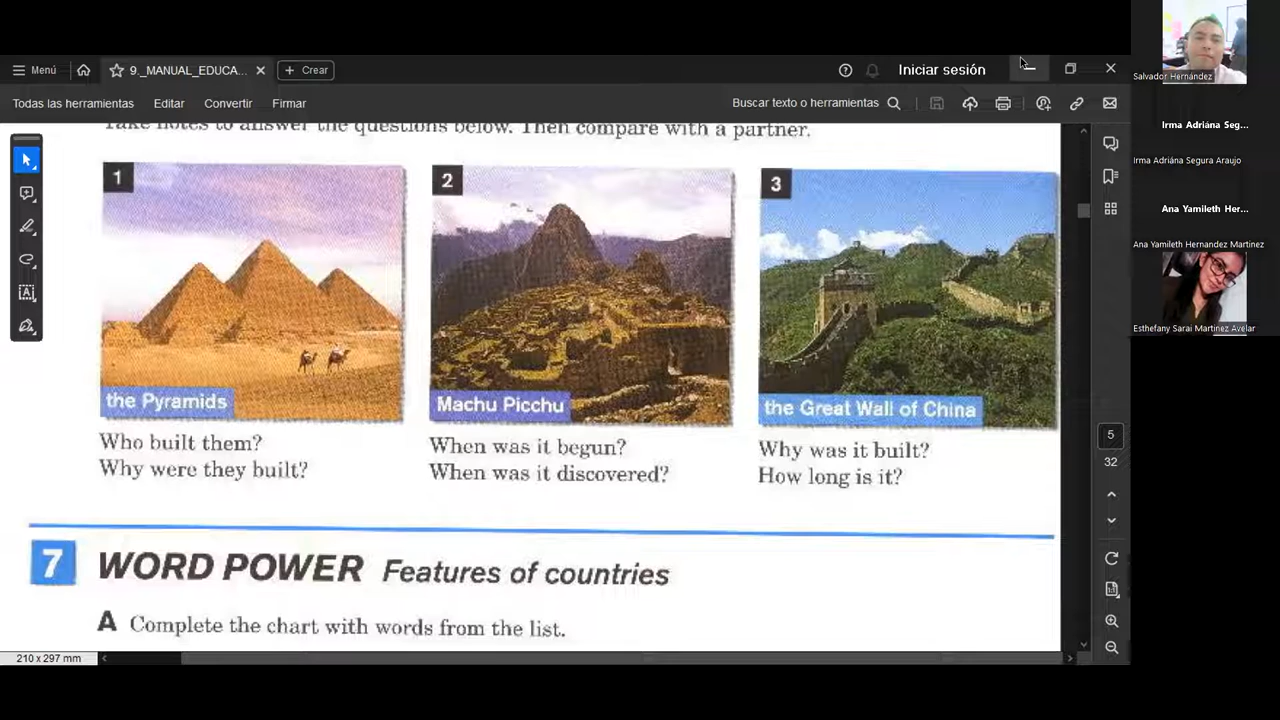 Menú
9._MANUAL_EDUCA...
Crear
Iniciar sesión
Todas las herramientas
Editar
Convertir
Firmar
Buscar texto o herramientas
Take notes to answer the questions below. Then compare with a partner.
1
2
3
the Pyramids
Machu Picchu
the Great Wall of China
Who built them?
Why were they built?
When was it begun?
When was it discovered?
Why was it built?
How long is it?
7 WORD POWER Features of countries
A Complete the chart with words from the list.
210 x 297 mm
5
32
Salvador Hernández
Irma Adriána Seg...
Irma Adriána Segura Araujo
Ana Yamileth Her...
Ana Yamileth Hernandez Martinez
Esthefany Sarai Martinez Avelar